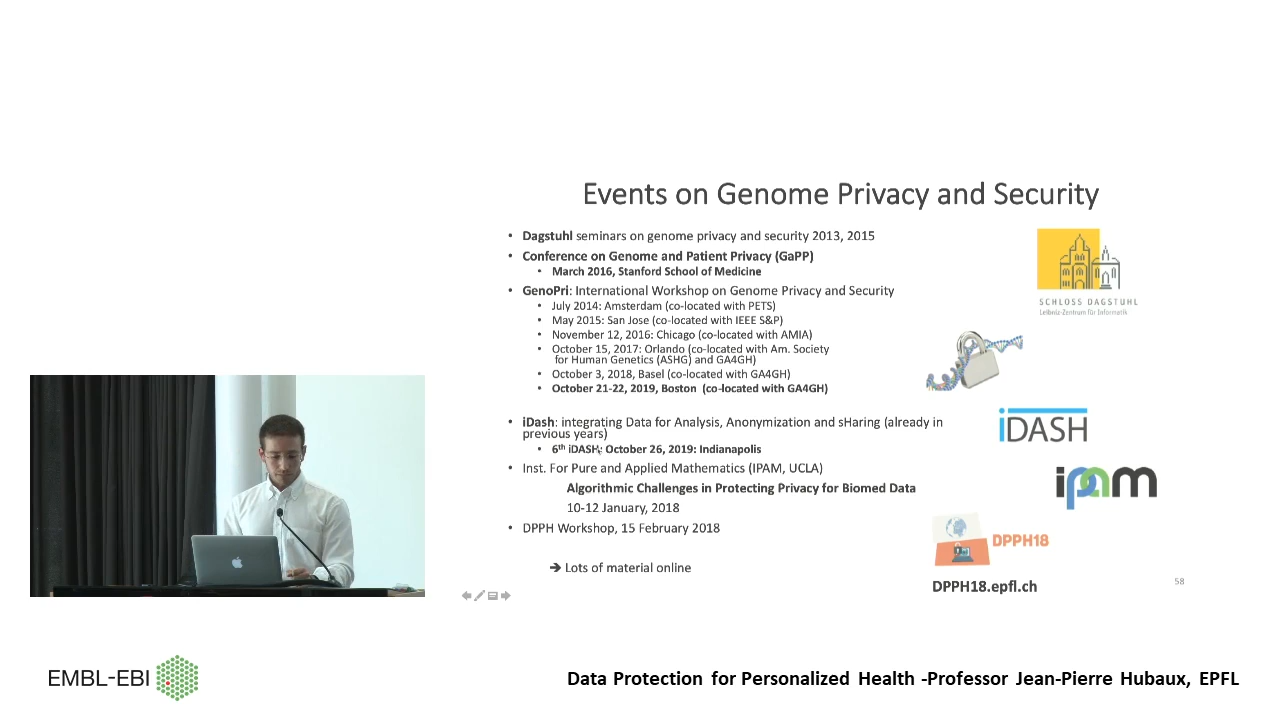 Events on Genome Privacy and Security
• Dagstuhl seminars on genome privacy and security 2013, 2015
• Conference on Genome and Patient Privacy (GaPP)
• March 2016, Stanford School of Medicine
• GenoPri: International Workshop on Genome Privacy and Security
• July 2014: Amsterdam (co-located with PETS)
• May 2015: San Jose (co-located with IEEE S&P)
• November 12, 2016: Chicago (co-located with AMIA)
• October 15, 2017: Orlando (co-located with Am. Society
for Human Genetics (ASHG) and GA4GH)
• October 3, 2018, Basel (co-located with GA4GH)
• October 21-22, 2019, Boston (co-located with GA4GH)
• iDash: integrating Data for Analysis, Anonymization and sHaring (already in
previous years)
• 6th iDASH: October 26, 2019: Indianapolis
• Inst. For Pure and Applied Mathematics (IPAM, UCLA)
Algorithmic Challenges in Protecting Privacy for Biomed Data
10-12 January, 2018
• DPPH Workshop, 15 February 2018
➔ Lots of material online
SCHLOSS DAGSTUHL
Leibniz-Zentrum für Informatik
iDASH
ipam
DPPH18
DPPH18.epfl.ch
58
EMBL-EBI
Data Protection for Personalized Health -Professor Jean-Pierre Hubaux, EPFL